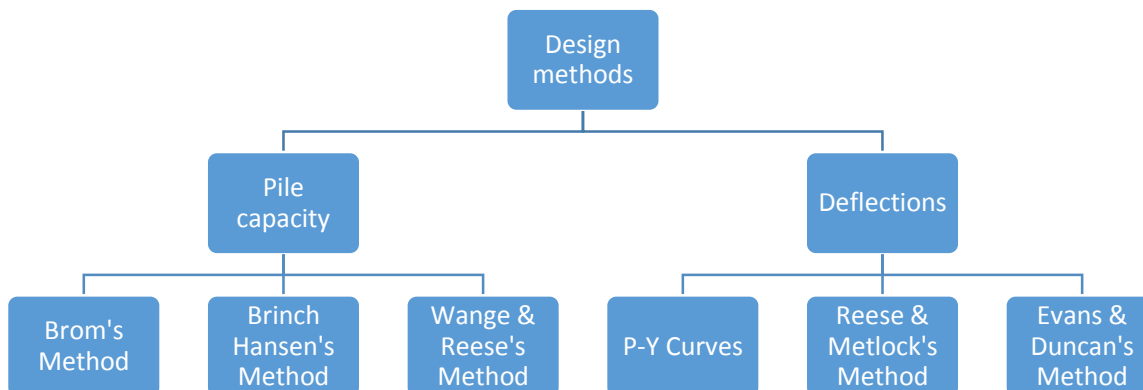 Design
methods
Pile
capacity
Deflections
Brom's
Method
Brinch
Hansen's
Method
Wange &
Reese's
Method
P-Y Curves
Reese &
Metlock's
Method
Evans &
Duncan's
Method